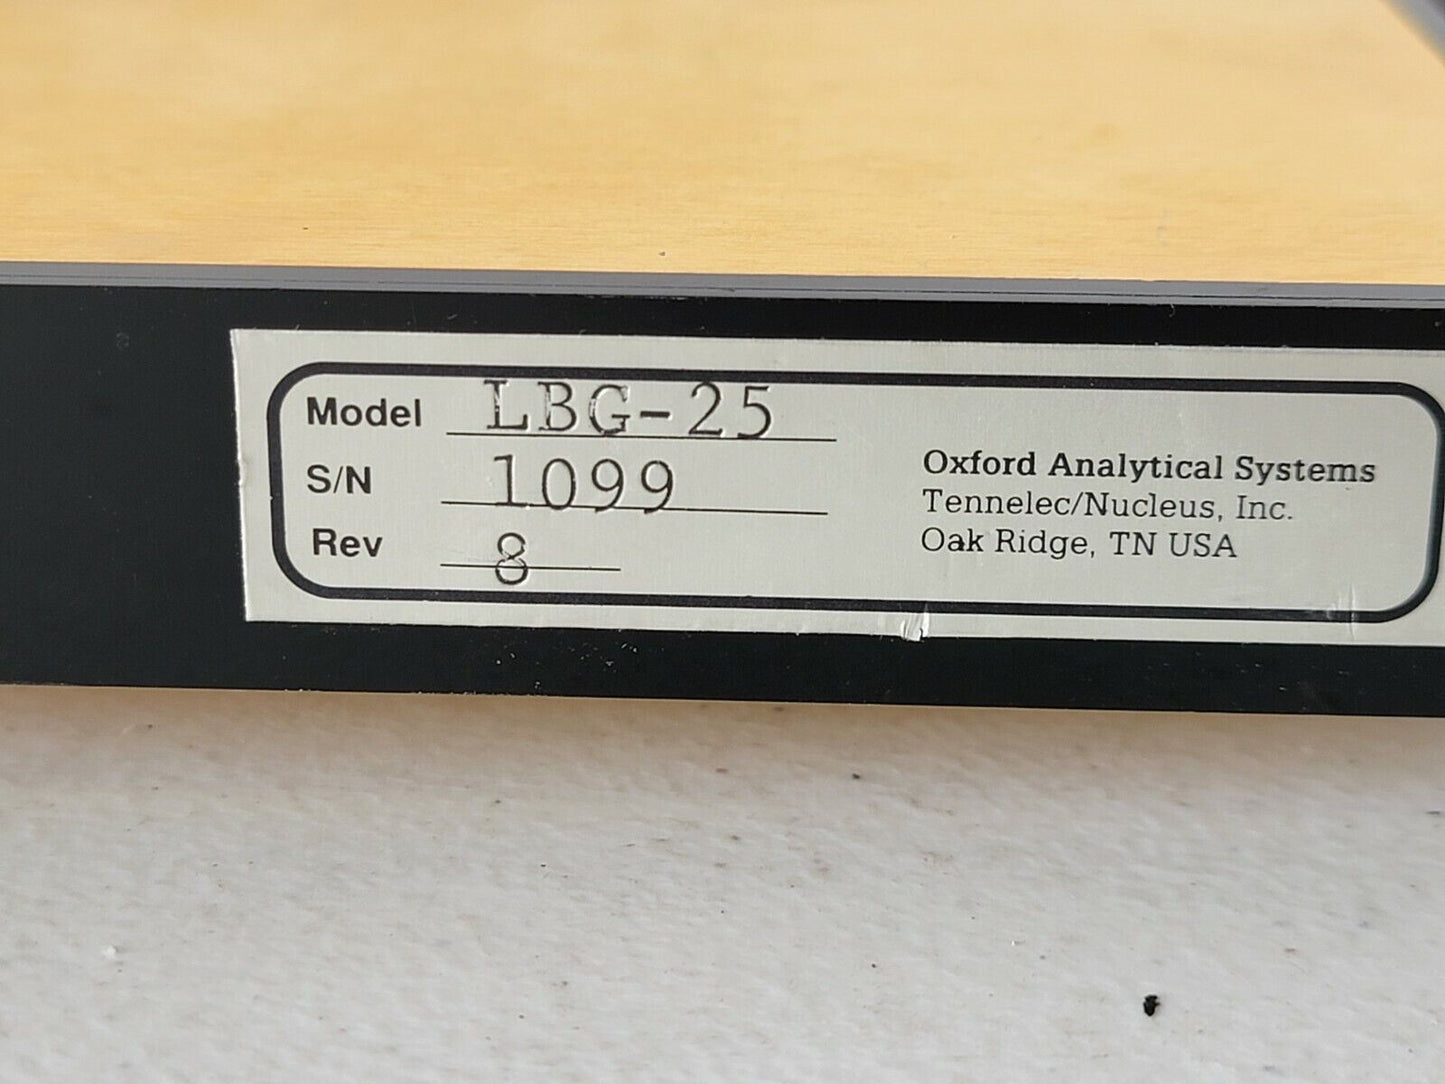 Model LBG-25
S/N 1099
Rev 8
Oxford Analytical Systems
Tennelec/Nucleus, Inc.
Oak Ridge, TN USA